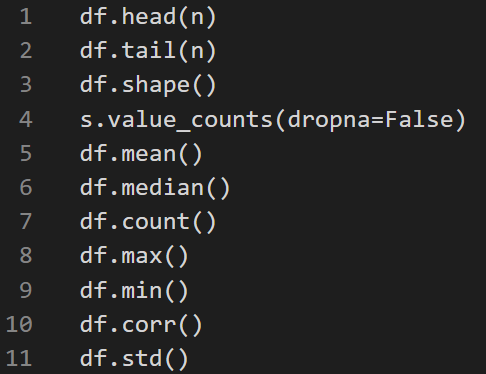 1 df.head(n)
2 df.tail(n)
3 df.shape()
4 s.value_counts(dropna=False)
5 df.mean()
6 df.median()
7 df.count()
8 df.max()
9 df.min()
10 df.corr()
11 df.std()